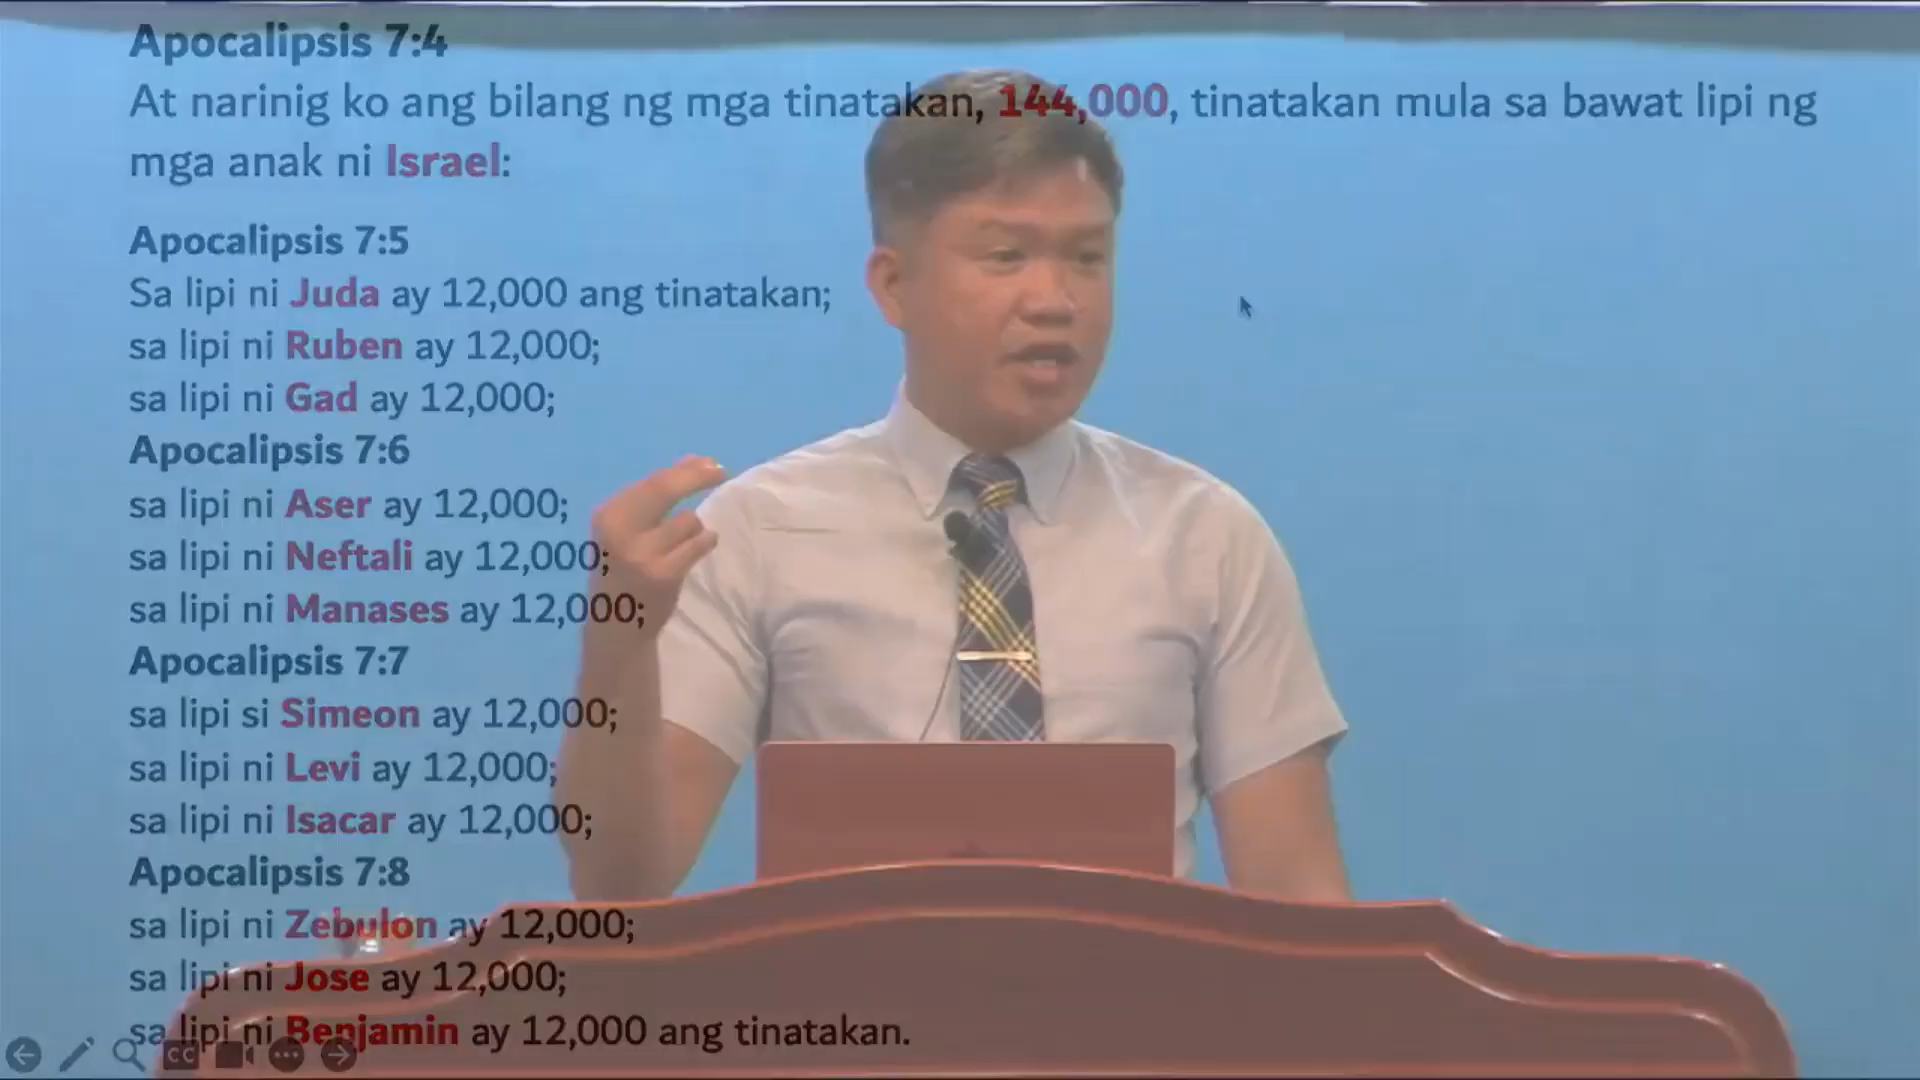 Apocalipsis 7:4
At narinig ko ang bilang ng mga tinatakan, 144,000, tinatakan mula sa bawat lipi ng
mga anak ni Israel:
Apocalipsis 7:5
Sa lipi ni Juda ay 12,000 ang tinatakan;
sa lipi ni Ruben ay 12,000;
sa lipi ni Gad ay 12,000;
Apocalipsis 7:6
sa lipi ni Aser ay 12,000;
sa lipi ni Neftali ay 12,000;
sa lipi ni Manases ay 12,000;
Apocalipsis 7:7
sa lipi si Simeon ay 12,000;
sa lipi ni Levi ay 12,000;
sa lipi ni Isacar ay 12,000;
Apocalipsis 7:8
sa lipi ni Zebulon ay 12,000;
sa lipi ni Jose ay 12,000;
sa lipi ni Benjamin ay 12,000 ang tinatakan.
CC